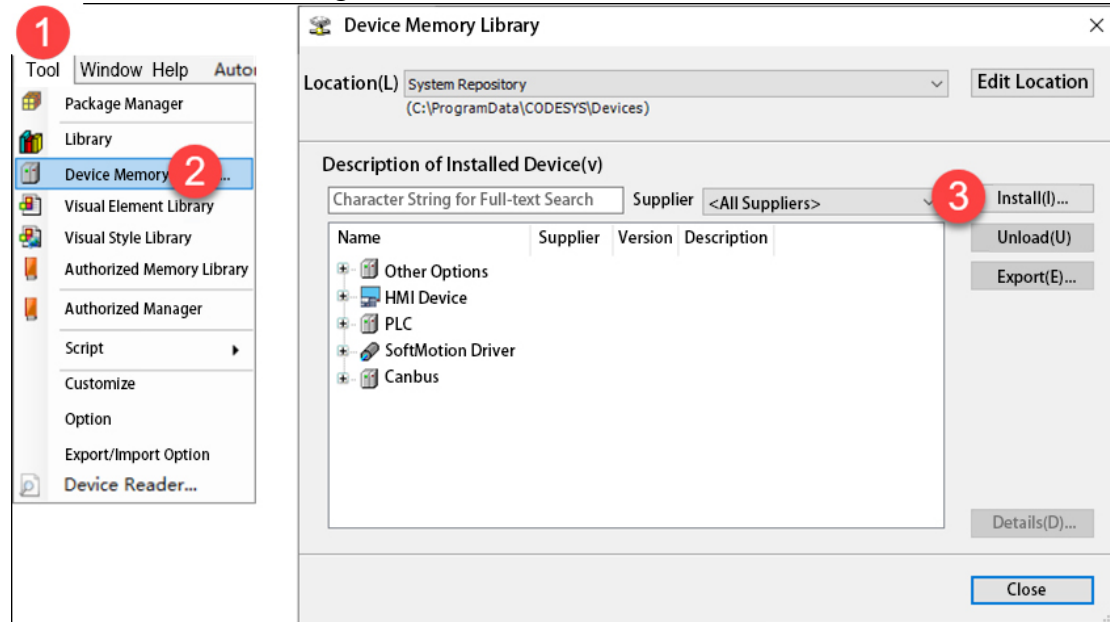 1
Tool Window Help
Package Manager
Library
Device Memory 2 ...
Visual Element Library
Visual Style Library
Authorized Memory Library
Authorized Manager
Script
Customize
Option
Export/Import Option
Device Reader...
Device Memory Library
Location(L) System Repository Edit Location
(C:\ProgramData\CODESYS\Devices)
Description of Installed Device(v)
Character String for Full-text Search Supplier <All Suppliers> 3 Install(I)...
Name Supplier Version Description Unload(U)
Other Options Export(E)...
HMI Device
PLC
SoftMotion Driver
Canbus
Details(D)...
Close